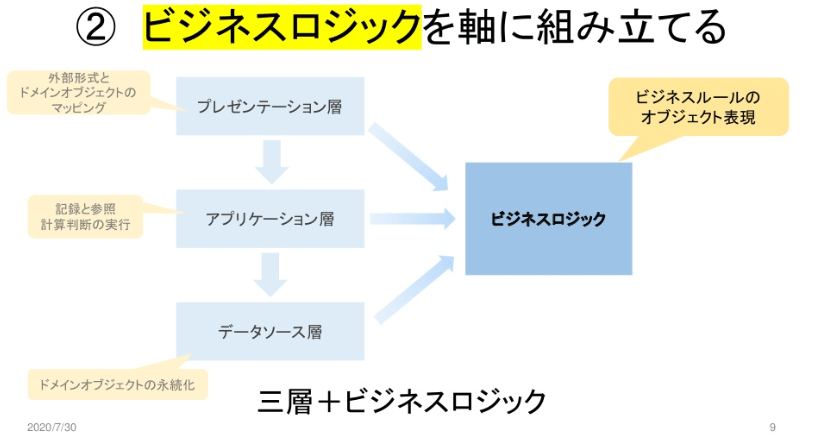 ② ビジネスロジックを軸に組み立てる
外部形式と
ドメインオブジェクトの
マッピング
プレゼンテーション層
ビジネスルールの
オブジェクト表現
記録と参照
計算判断の実行
アプリケーション層
ビジネスロジック
データソース層
ドメインオブジェクトの永続化
三層＋ビジネスロジック
2020/7/30
9